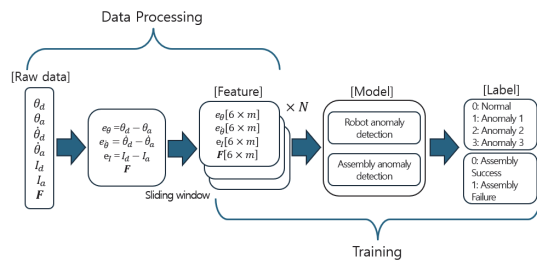 Data Processing
[Raw data]
θ_d
θ_a
θ̇_d
θ̇_a
I_d
I_a
F
e_θ =θ_d − θ_a
e_θ̇ = θ̇_d − θ̇_a
e_I = I_d − I_a
F
[Feature]
e_θ[6 × m]
e_θ̇[6 × m]
e_I[6 × m]
F[6 × m]
× N
Sliding window
[Model]
Robot anomaly
detection
Assembly anomaly
detection
[Label]
0: Normal
1: Anomaly 1
2: Anomaly 2
3: Anomaly 3
0: Assembly
Success
1: Assembly
Failure
Training